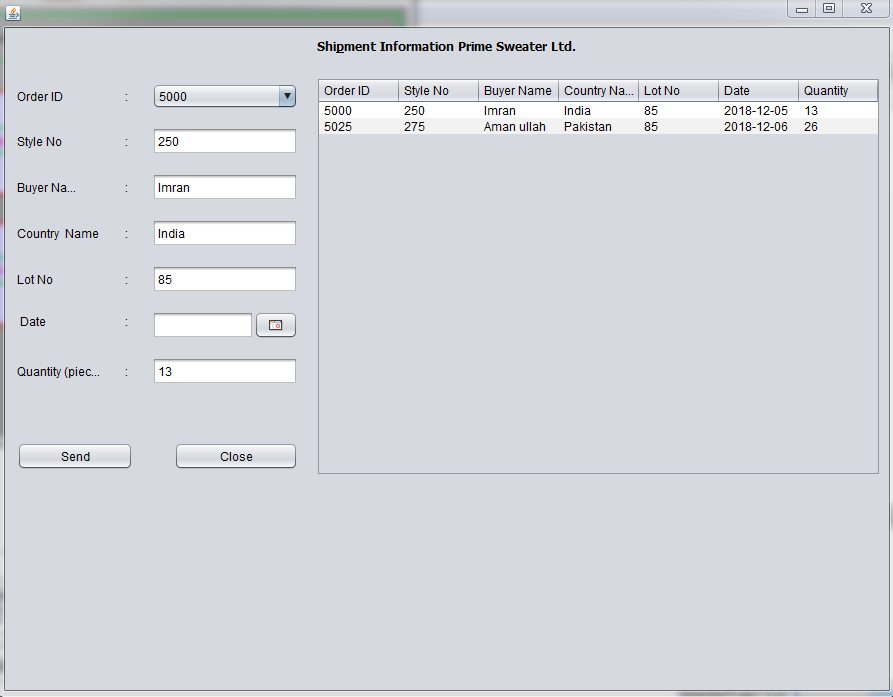 Shipment Information Prime Sweater Ltd.
Order ID : 5000
Style No : 250
Buyer Na... : Imran
Country Name : India
Lot No : 85
Date :
Quantity (piec... : 13
Send Close
Order ID Style No Buyer Name Country Na... Lot No Date Quantity
5000 250 Imran India 85 2018-12-05 13
5025 275 Aman ullah Pakistan 85 2018-12-06 26